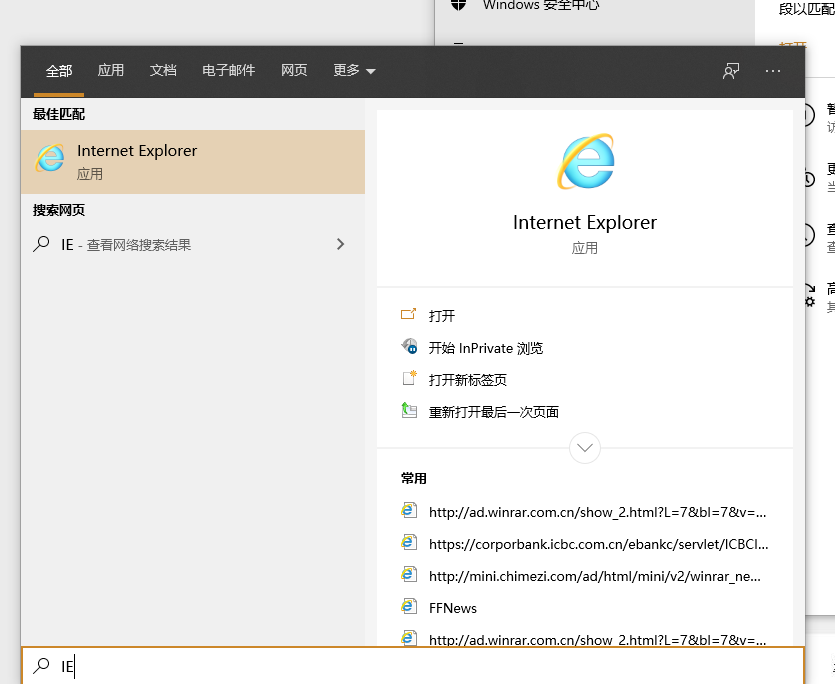 Windows 安全中心
段以匹配
打开
全部
应用
文档
电子邮件
网页
更多
最佳匹配
Internet Explorer
应用
搜索网页
IE - 查看网络搜索结果
Internet Explorer
应用
打开
开始 InPrivate 浏览
打开新标签页
重新打开最后一次页面
常用
http://ad.winrar.com.cn/show_2.html?L=7&bl=7&v=...
https://corporbank.icbc.com.cn/ebankc/servlet/ICBCI...
http://mini.chimezi.com/ad/html/mini/v2/winrar_ne...
FFNews
http://ad.winrar.com.cn/show_2.html?L=7&bl=7&v=...
IE